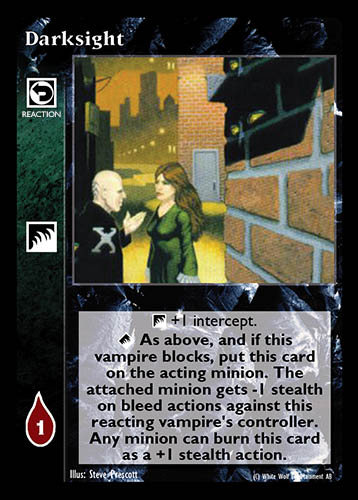 Darksight
REACTION
X
+1 intercept.
As above, and if this
vampire blocks, put this card
on the acting minion. The
attached minion gets -1 stealth
on bleed actions against this
reacting vampire's controller.
Any minion can burn this card
as a +1 stealth action.
1
Illus: Steve Prescott
(C) White Wolf Entertainment AB